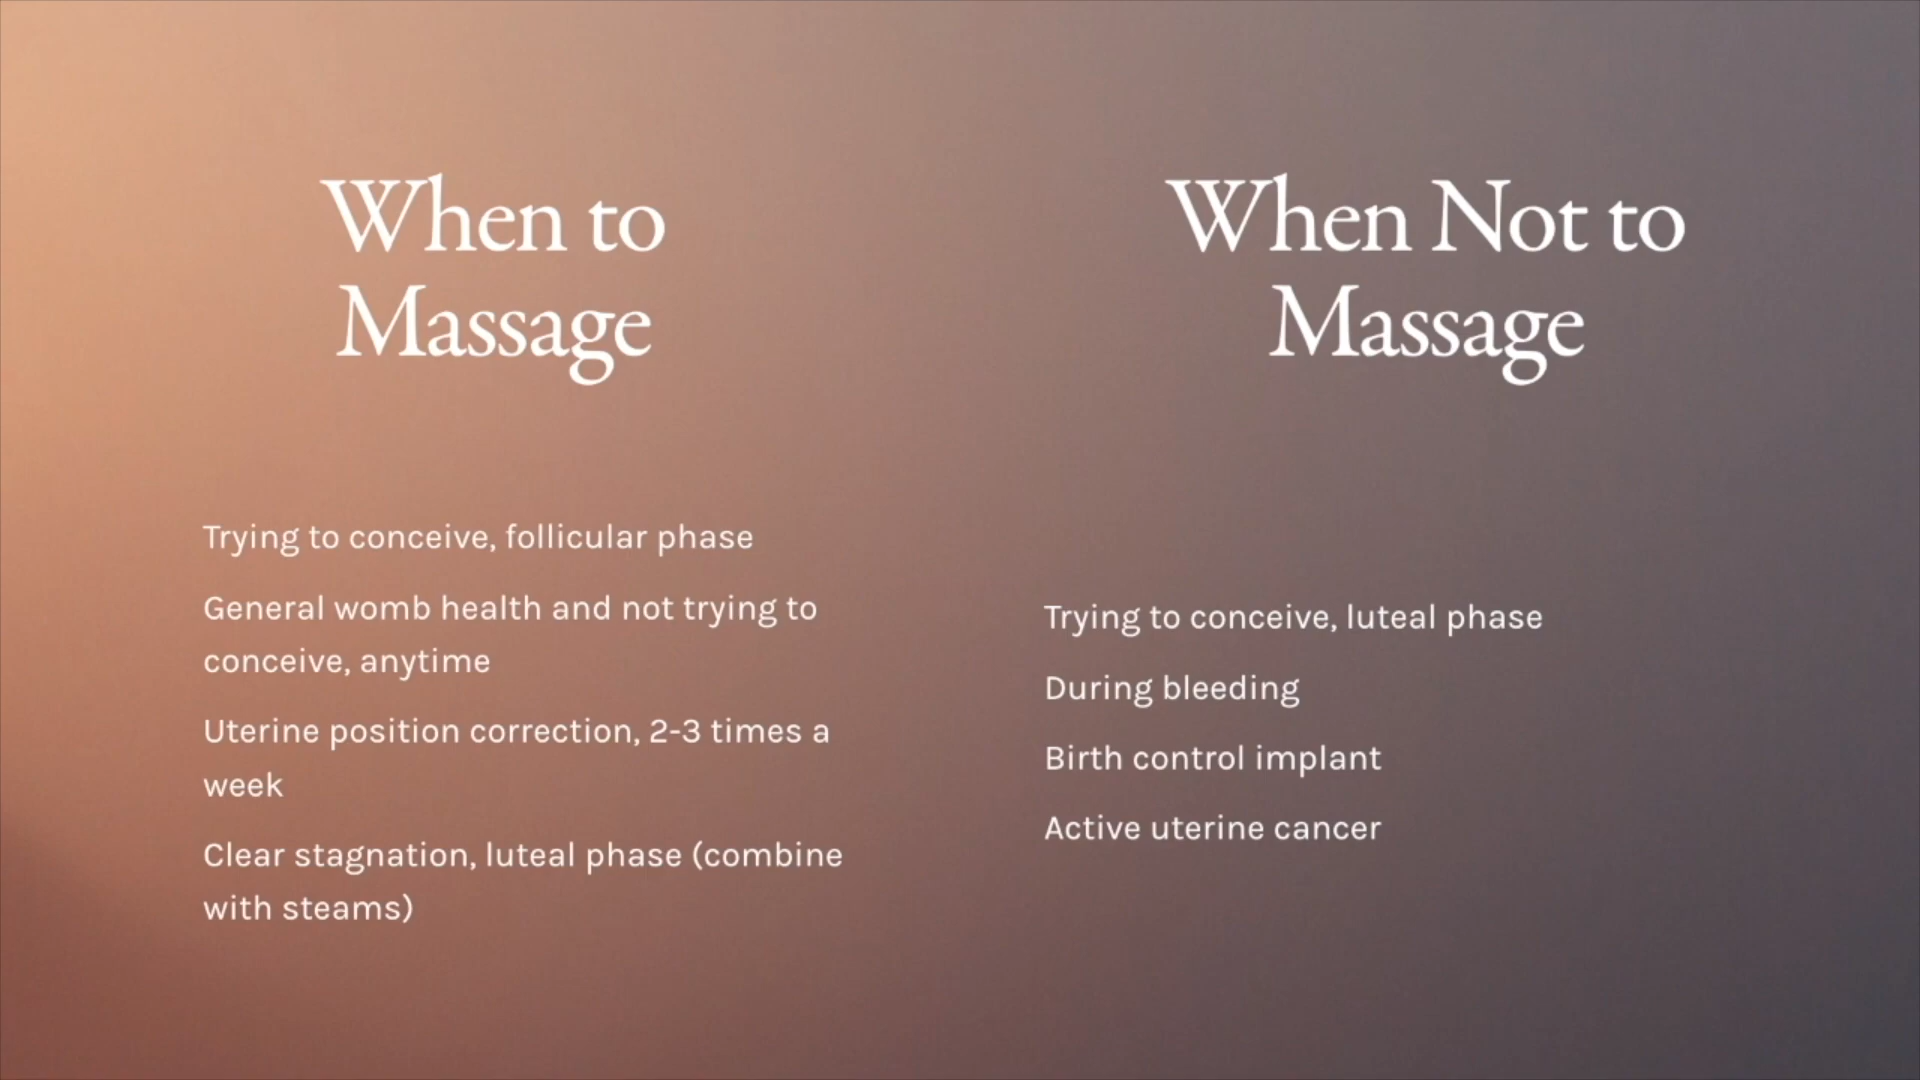 When to
Massage
Trying to conceive, follicular phase
General womb health and not trying to
conceive, anytime
Uterine position correction, 2-3 times a
week
Clear stagnation, luteal phase (combine
with steams)
When Not to
Massage
Trying to conceive, luteal phase
During bleeding
Birth control implant
Active uterine cancer